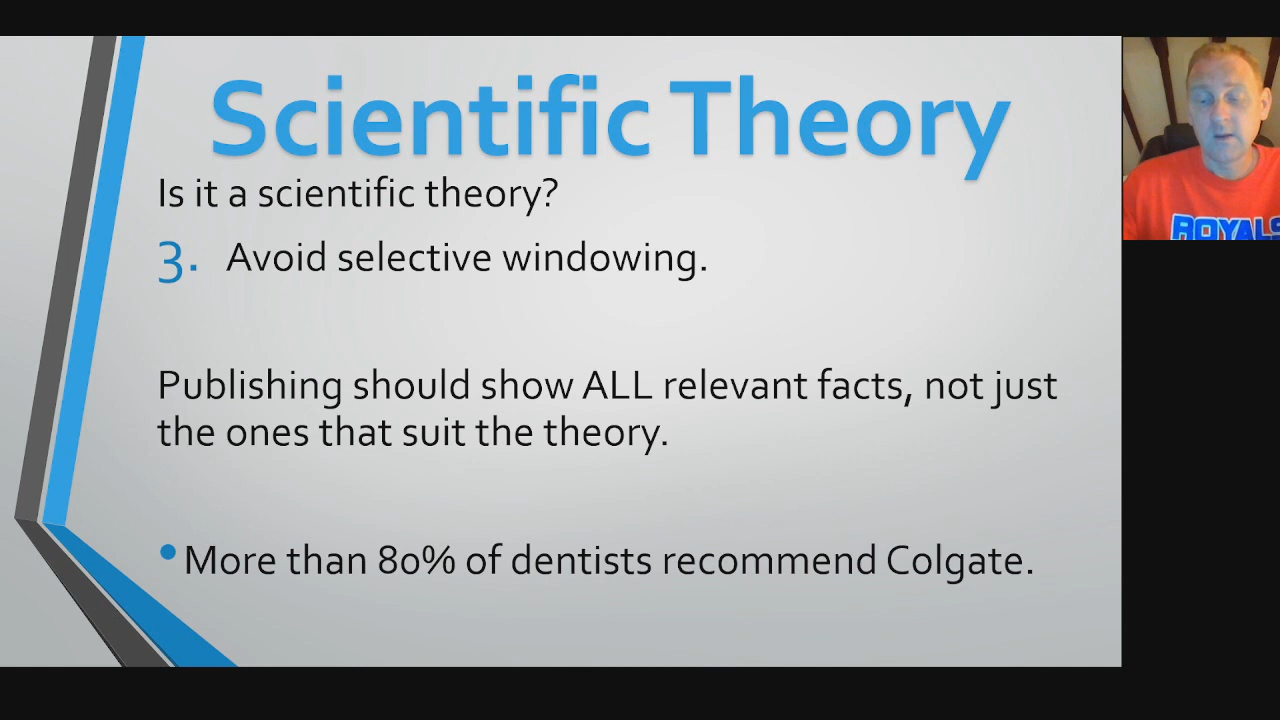 Scientific Theory
Is it a scientific theory?
3. Avoid selective windowing.
Publishing should show ALL relevant facts, not just
the ones that suit the theory.
• More than 80% of dentists recommend Colgate.
ROYALS